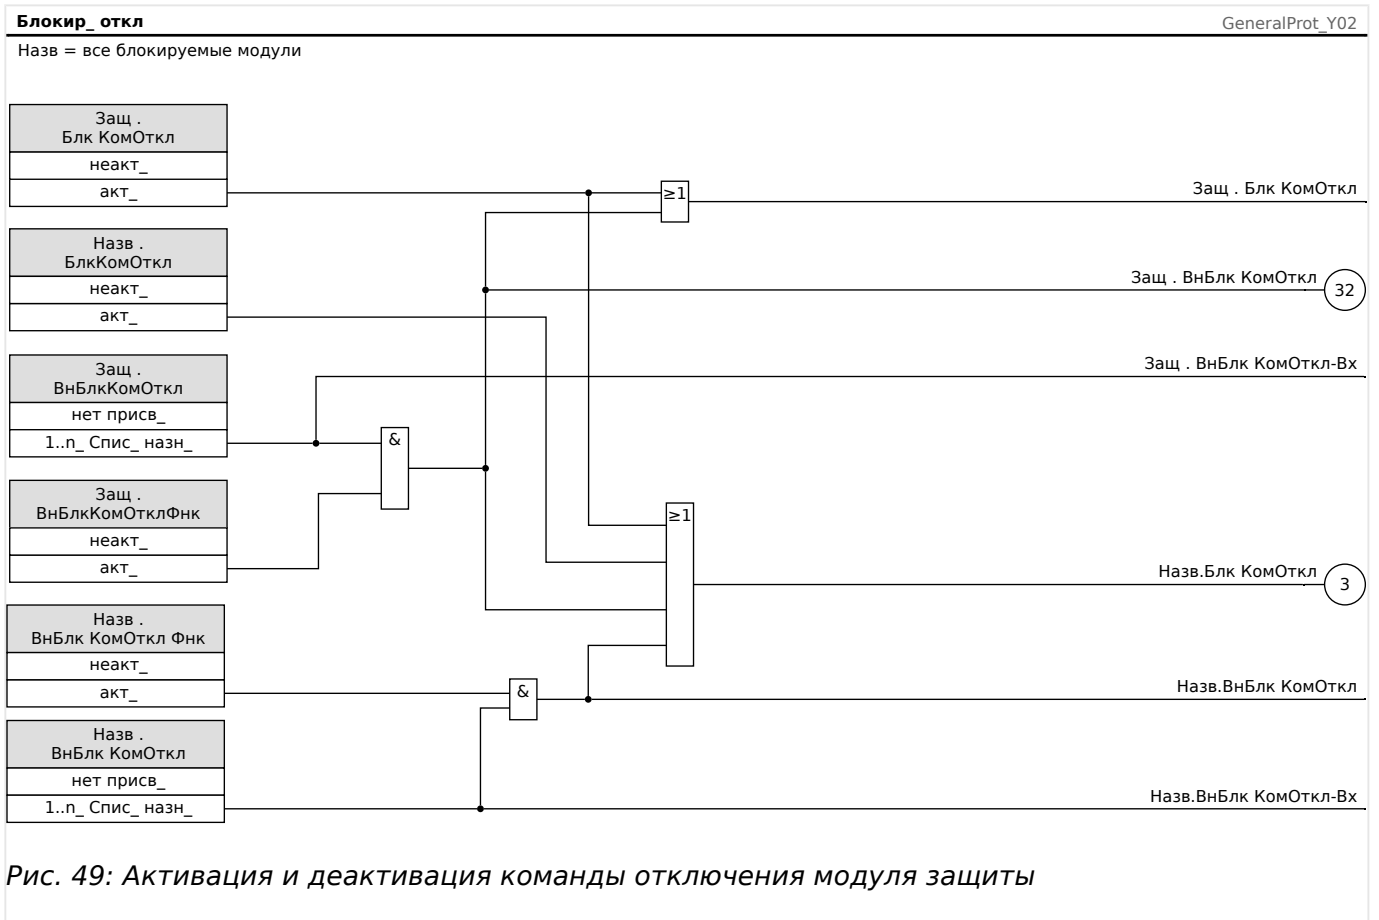 Блокир_ откл
GeneralProt_Y02
Назв = все блокируемые модули
Защ .
Блк КомОткл
неакт_
акт_
≥1
Защ . Блк КомОткл
Назв .
БлкКомОткл
неакт_
акт_
Защ . ВнБлк КомОткл
32
Защ .
ВнБлкКомОткл
нет присв_
1..n_ Спис_ назн_
Защ . ВнБлк КомОткл-Вх
&
Защ .
ВнБлкКомОтклФнк
неакт_
акт_
≥1
Назв.Блк КомОткл
3
Назв .
ВнБлк КомОткл Фнк
неакт_
акт_
&
Назв.ВнБлк КомОткл
Назв .
ВнБлк КомОткл
нет присв_
1..n_ Спис_ назн_
Назв.ВнБлк КомОткл-Вх
Рис. 49: Активация и деактивация команды отключения модуля защиты